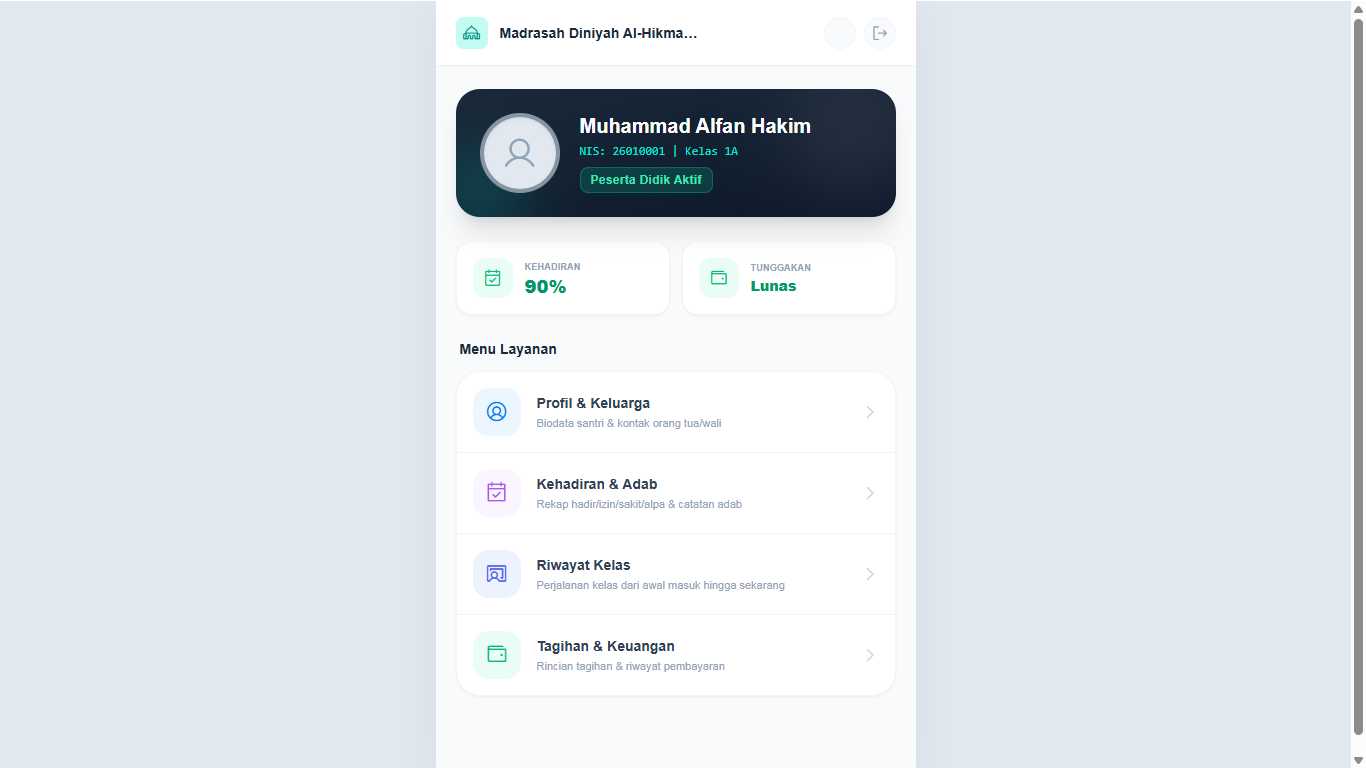 Madrasah Diniyah Al-Hikma...
Muhammad Alfan Hakim
NIS: 26010001 | Kelas 1A
Peserta Didik Aktif
KEHADIRAN
90%
TUNGGAKAN
Lunas
Menu Layanan
Profil & Keluarga
Biodata santri & kontak orang tua/wali
Kehadiran & Adab
Rekap hadir/izin/sakit/alpa & catatan adab
Riwayat Kelas
Perjalanan kelas dari awal masuk hingga sekarang
Tagihan & Keuangan
Rincian tagihan & riwayat pembayaran